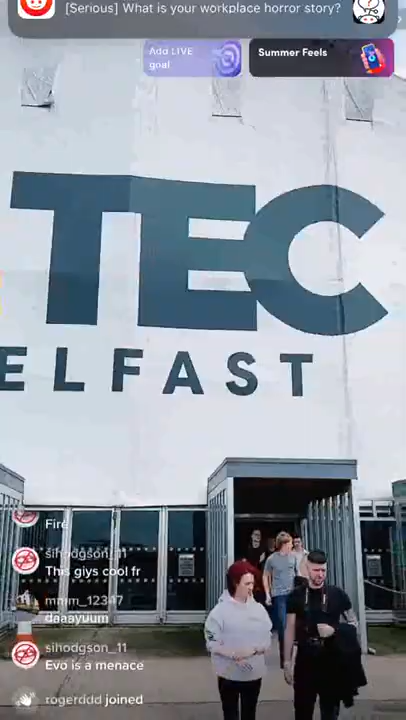 [Serious] What is your workplace horror story?
Add LIVE
goal
Summer Feels
TEC
ELFAST
Fire
sihodgson_11
This giys cool fr
mmm_12347
daaayuum
sihodgson_11
Evo is a menace
rogerddd joined